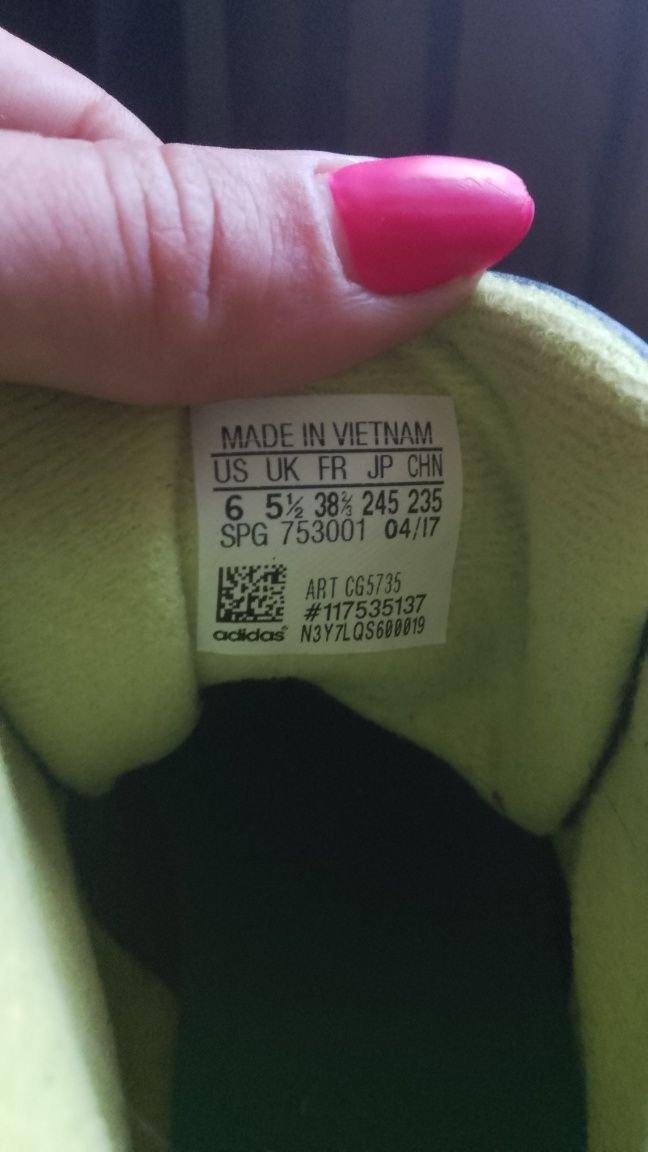 MADE IN VIETNAM
US UK FR JP CHN
6 5½ 38⅔ 245 235
SPG 753001 04/17
ART CG5735
#117535137
adidas® N3Y7LQS600019